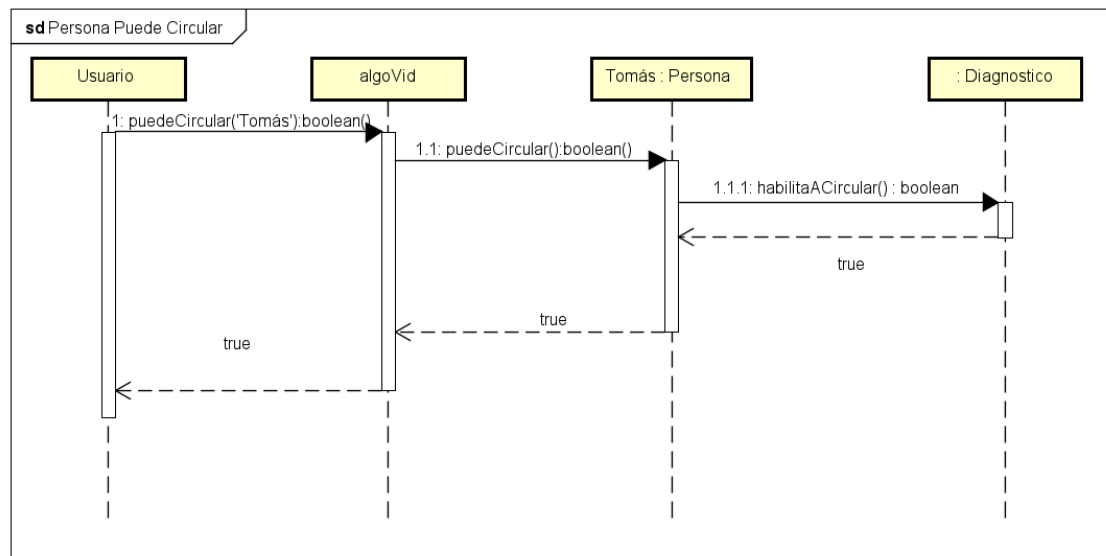 sd Persona Puede Circular
Usuario
algoVid
Tomás : Persona
: Diagnostico
1: puedeCircular('Tomás'):boolean()
1.1: puedeCircular():boolean()
1.1.1: habilitaACircular() : boolean
true
true
true